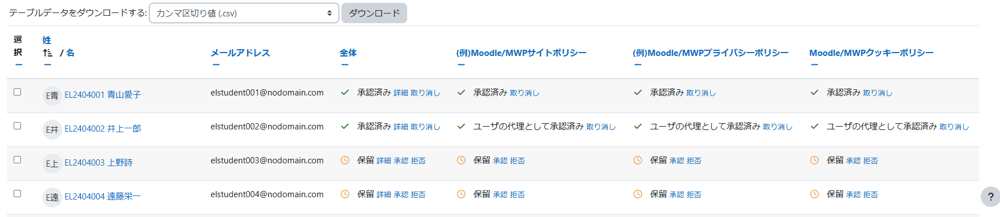 テーブルデータをダウンロードする: カンマ区切り値 (.csv) ダウンロード
選択 姓 / 名 メールアドレス 全体 (例)Moodle/MWPサイトポリシー (例)Moodle/MWPプライバシーポリシー Moodle/MWPクッキーポリシー
E青 EL2404001 青山愛子 elstudent001@nodomain.com 承認済み 詳細 取り消し 承認済み 取り消し 承認済み 取り消し 承認済み 取り消し
E井 EL2404002 井上一郎 elstudent002@nodomain.com 承認済み 詳細 取り消し ユーザの代理として承認済み 取り消し ユーザの代理として承認済み 取り消し ユーザの代理として承認済み 取り消し
E上 EL2404003 上野詩 elstudent003@nodomain.com 保留 詳細 承認 拒否 保留 承認 拒否 保留 承認 拒否 保留 承認 拒否
E遠 EL2404004 遠藤栄一 elstudent004@nodomain.com 保留 詳細 承認 拒否 保留 承認 拒否 保留 承認 拒否 保留 承認 拒否
?